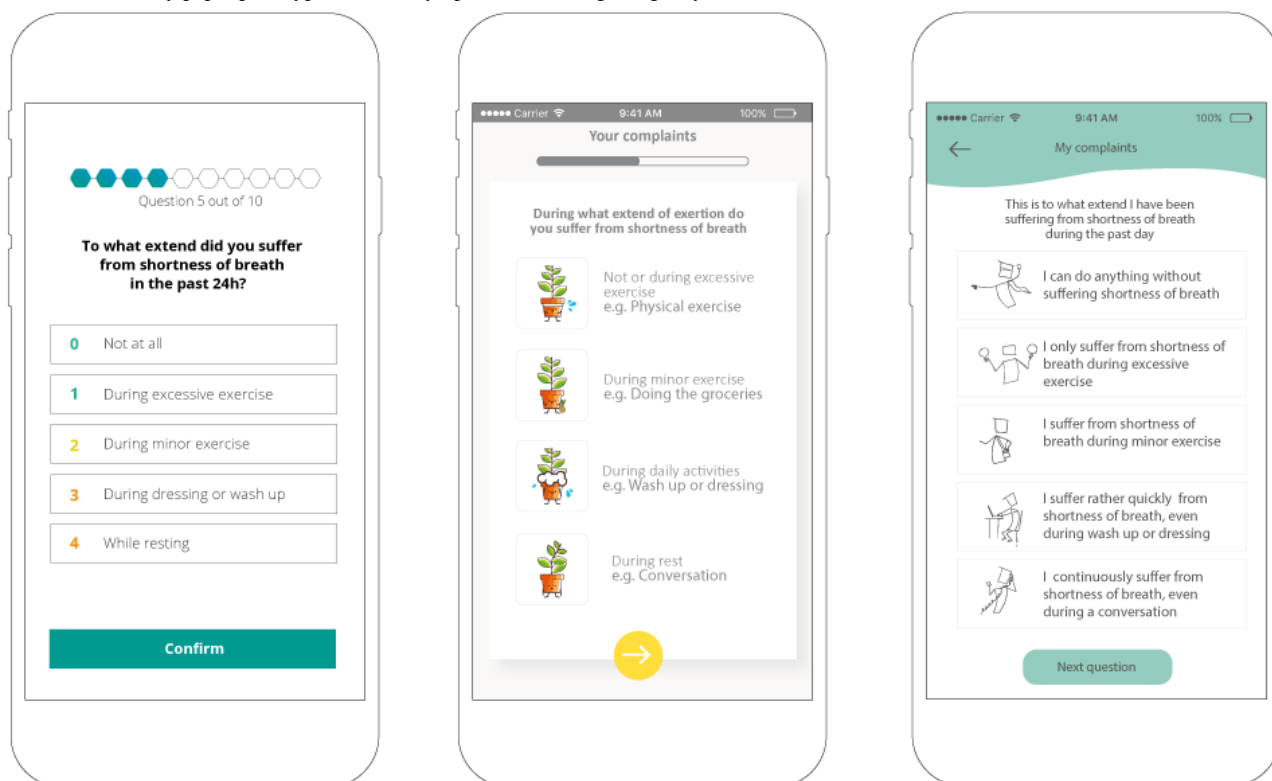 Question 5 out of 10
To what extend did you suffer
from shortness of breath
in the past 24h?
0 Not at all
1 During excessive exercise
2 During minor exercise
3 During dressing or wash up
4 While resting
Confirm
Carrier 9:41 AM 100%
Your complaints
During what extend of exertion do
you suffer from shortness of breath
Not or during excessive
exercise
e.g. Physical exercise
During minor exercise
e.g. Doing the groceries
During daily activities
e.g. Wash up or dressing
During rest
e.g. Conversation
Carrier 9:41 AM 100%
My complaints
This is to what extend I have been
suffering from shortness of breath
during the past day
I can do anything without
suffering shortness of breath
I only suffer from shortness of
breath during excessive
exercise
I suffer from shortness of
breath during minor exercise
I suffer rather quickly from
shortness of breath, even
during wash up or dressing
I continuously suffer from
shortness of breath, even
during a conversation
Next question